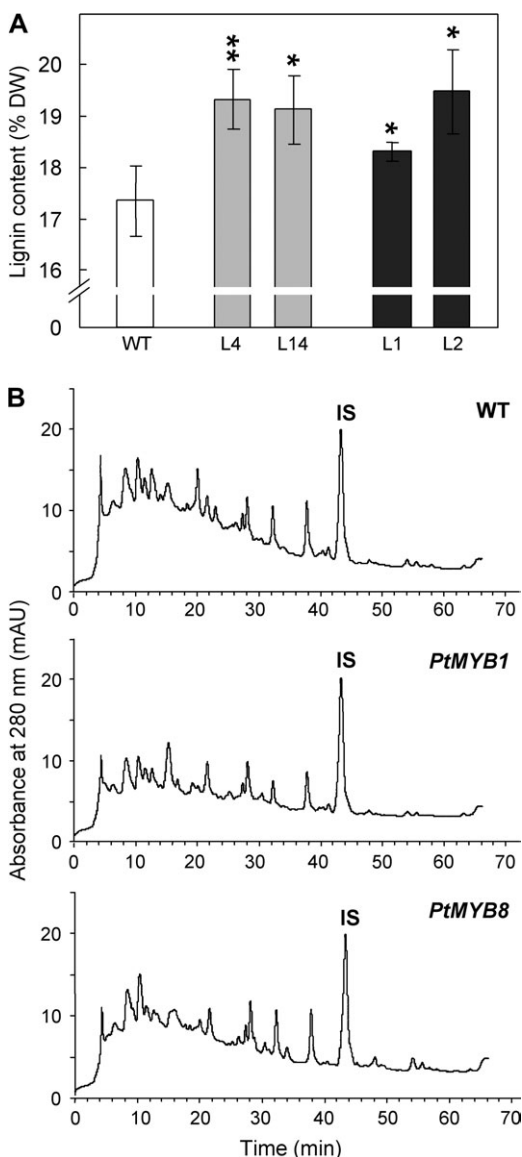 A
Lignin content (% DW)
20
19
18
17
16
0
** * * *
WT L4 L14 L1 L2
B
Absorbance at 280 nm (mAU)
IS WT
20
10
0
0 10 20 30 40 50 60 70
IS PtMYB1
20
10
0
0 10 20 30 40 50 60 70
IS PtMYB8
20
10
0
0 10 20 30 40 50 60 70
Time (min)